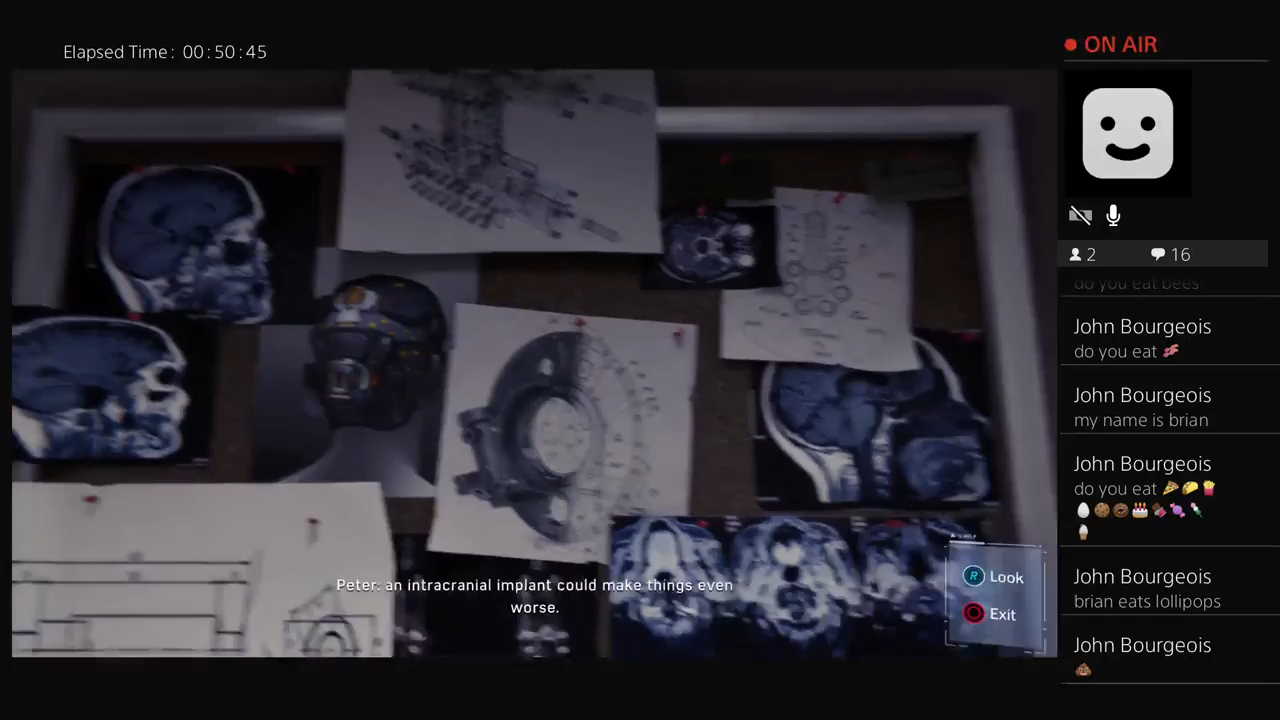 Elapsed Time: 00:50:45
ON AIR
2
16
do you eat bees
John Bourgeois
do you eat 🥓
John Bourgeois
my name is brian
John Bourgeois
do you eat 🍕🌮🍟
🥚🍪🍩🎂🍫🍬🍡
🍦
John Bourgeois
brian eats lollipops
John Bourgeois
💩
Peter: an intracranial implant could make things even
worse.
R Look
Exit